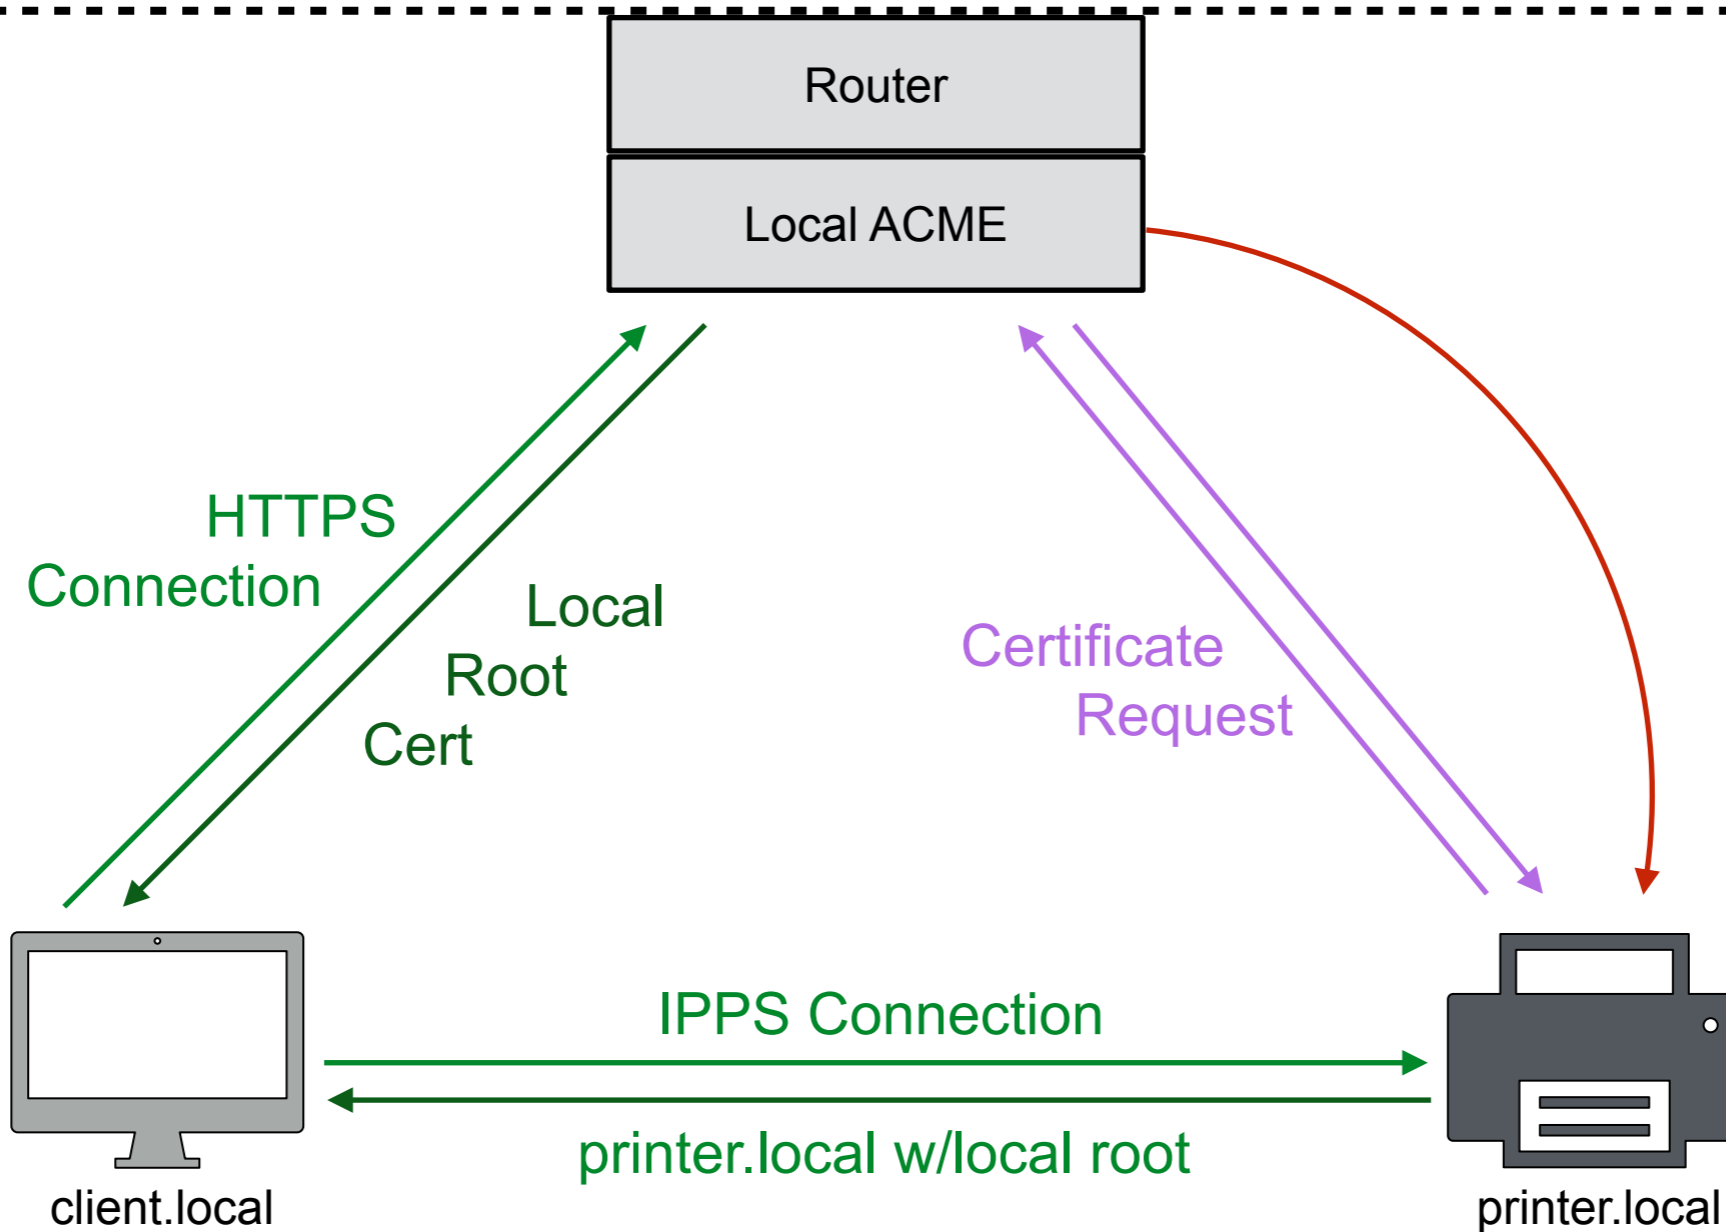 Router
Local ACME
HTTPS
Connection
Local
Root
Cert
Certificate
Request
IPPS Connection
printer.local w/local root
client.local
printer.local